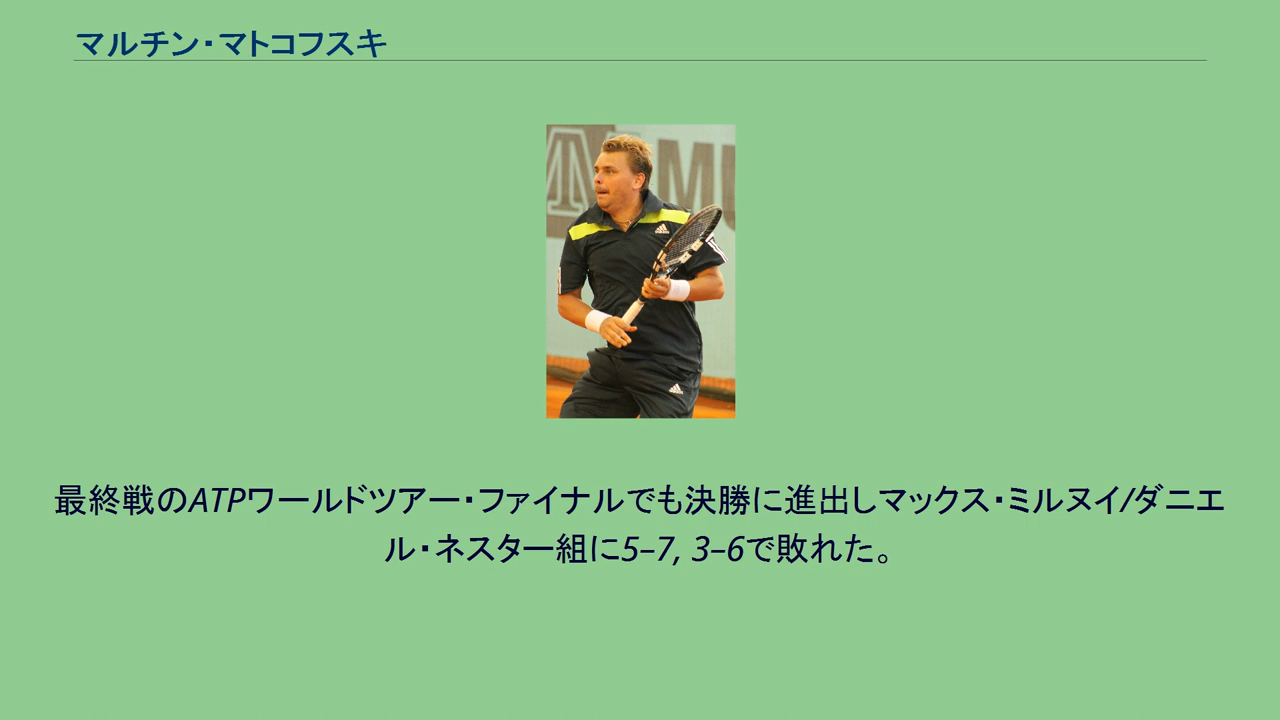 マルチン・マトコフスキ
adidas
adidas
最終戦のATPワールドツアー・ファイナルでも決勝に進出しマックス・ミルヌイ/ダニエ
ル・ネスター組に5–7, 3–6で敗れた。